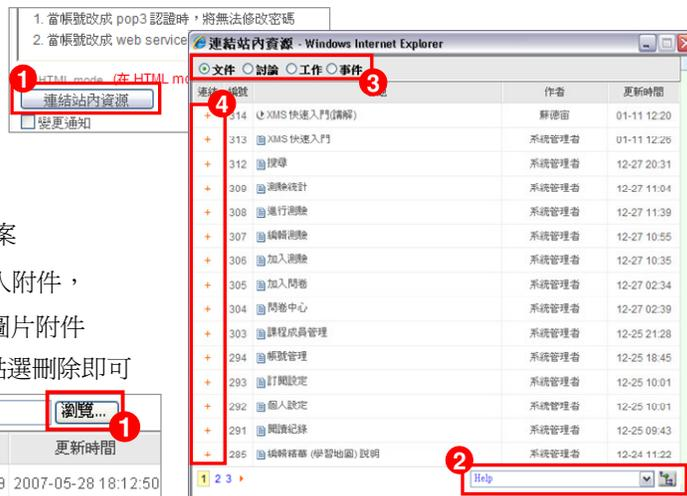 1. 當帳號改成 pop3 認證時，將無法修改密碼
2. 當帳號改成 web service
HTML mode (在 HTML mo
1
連結站內資源
變更通知
案
入附件，
圖片附件
點選刪除即可
瀏覽...
1
更新時間
9 2007-05-28 18:12:50
連結站內資源 - Windows Internet Explorer
文件 討論 工作 事件
3
連結 編號 作者 更新時間
4
+ 314 XMS 快速入門(講解) 蘇德宙 01-11 12:20
+ 313 XMS 快速入門 系統管理者 01-11 12:26
+ 312 搜尋 系統管理者 12-27 20:31
+ 309 測驗統計 系統管理者 12-27 11:04
+ 308 進行測驗 系統管理者 12-27 11:39
+ 307 編輯測驗 系統管理者 12-27 10:55
+ 306 加入測驗 系統管理者 12-27 10:35
+ 305 加入問卷 系統管理者 12-27 02:34
+ 304 問卷中心 系統管理者 12-27 02:39
+ 303 課程成員管理 系統管理者 12-25 21:28
+ 294 帳號管理 系統管理者 12-25 18:45
+ 293 訂閱設定 系統管理者 12-25 10:01
+ 292 個人設定 系統管理者 12-25 10:01
+ 291 閱讀紀錄 系統管理者 12-25 09:43
+ 285 編輯精華 (學習地圖) 說明 系統管理者 12-24 11:22
2
1 2 3 Help